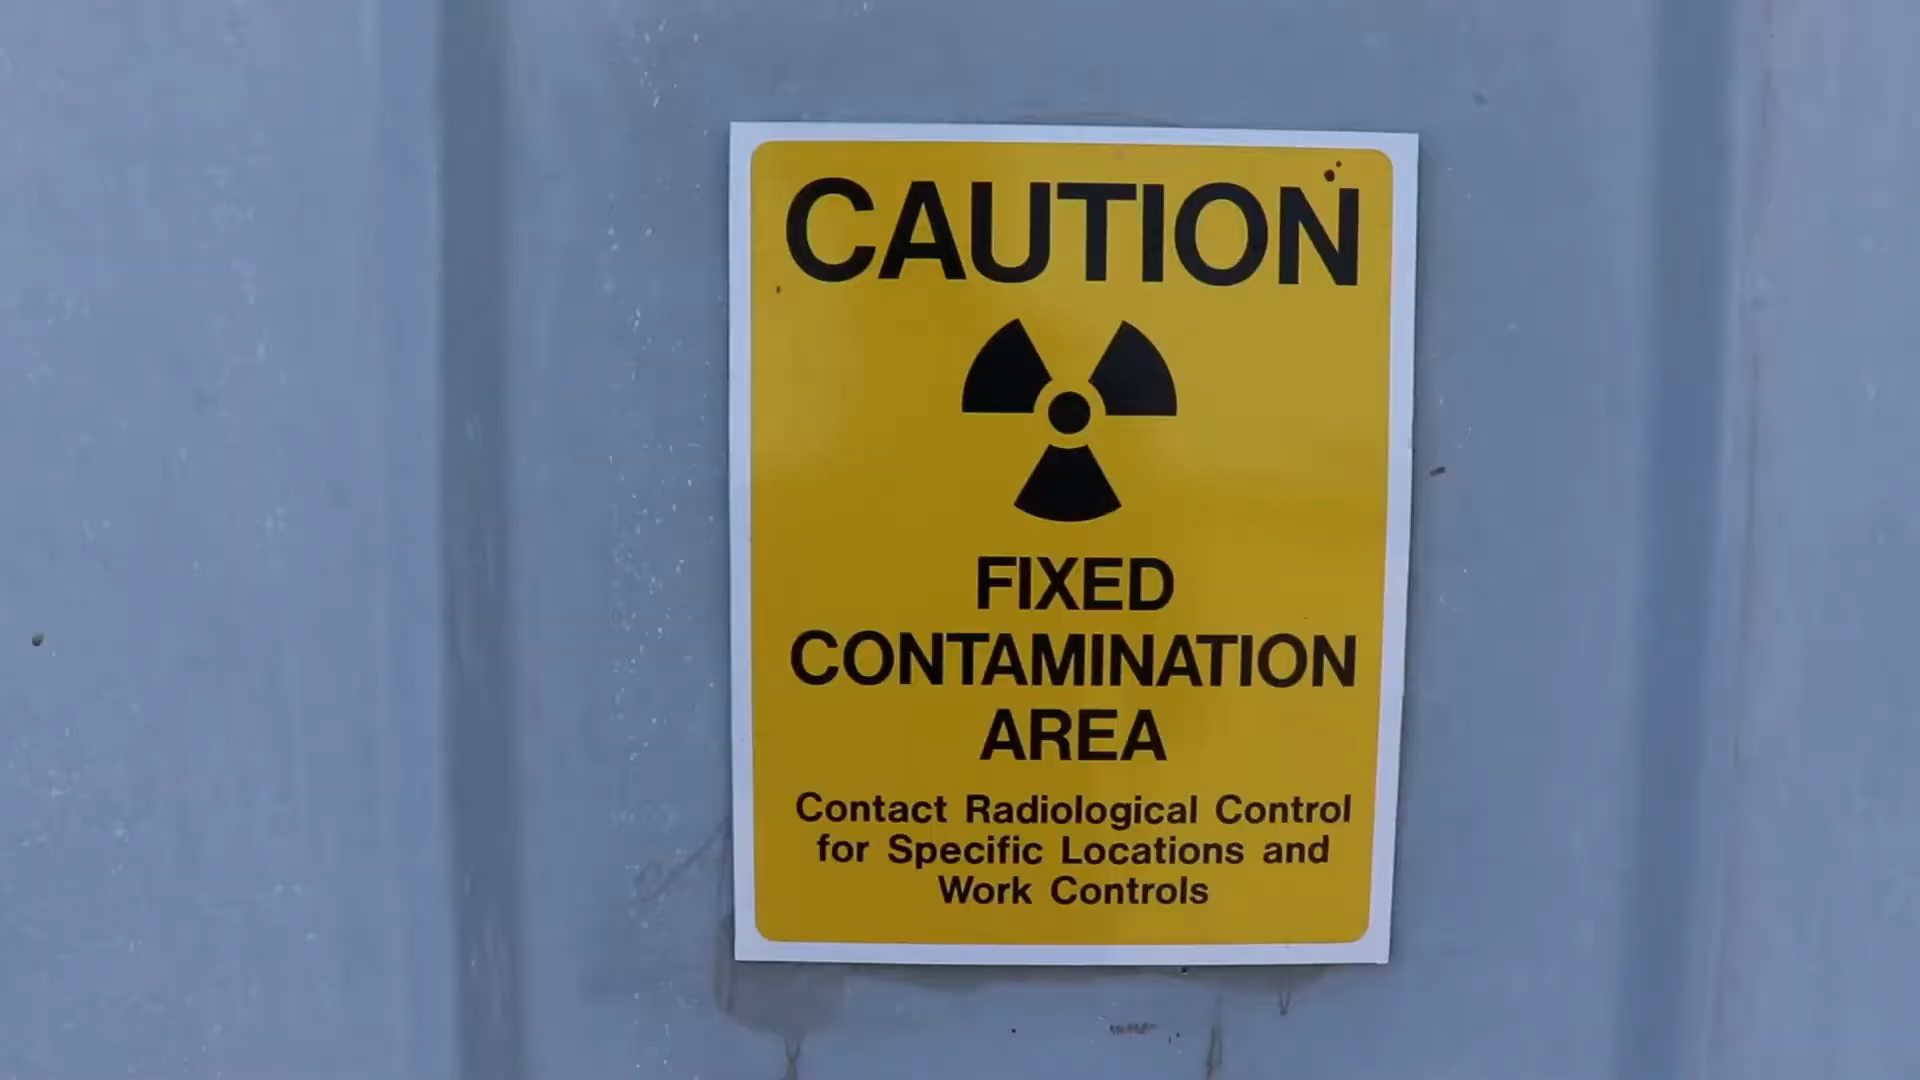 CAUTION
FIXED
CONTAMINATION
AREA
Contact Radiological Control
for Specific Locations and
Work Controls